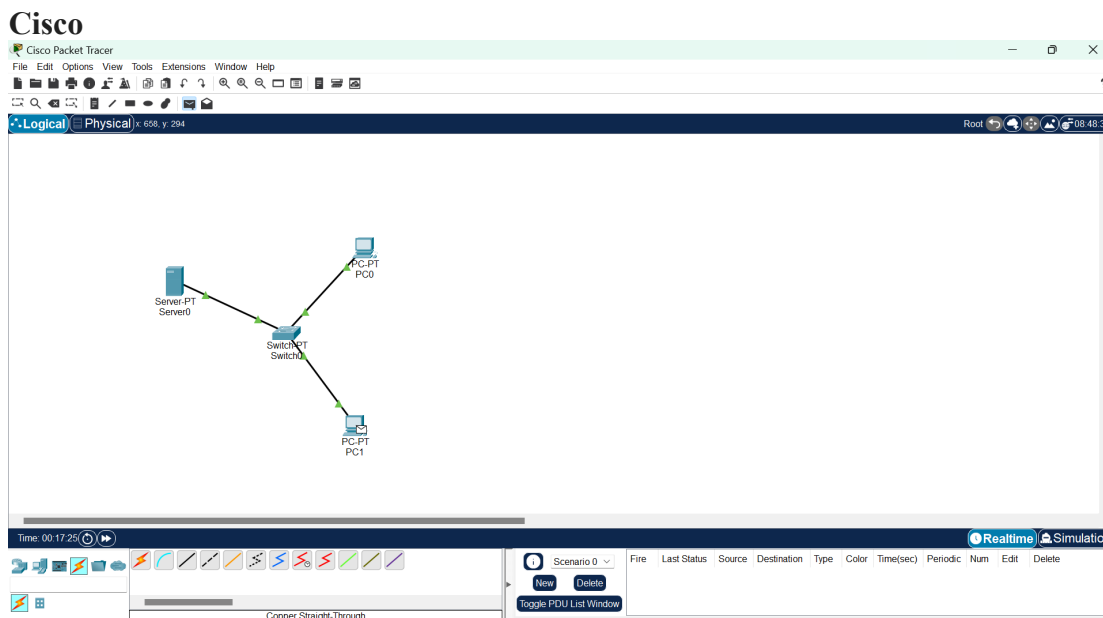 Cisco
Cisco Packet Tracer
File Edit Options View Tools Extensions Window Help
Logical Physical x: 658, y: 294 Root 08:48:3
PC-PT
PC0
Server-PT
Server0
Switch-PT
Switch0
PC-PT
PC1
Time: 00:17:25 Realtime Simulatio
Scenario 0 Fire Last Status Source Destination Type Color Time(sec) Periodic Num Edit Delete
New Delete
Toggle PDU List Window
Copper Straight-Through